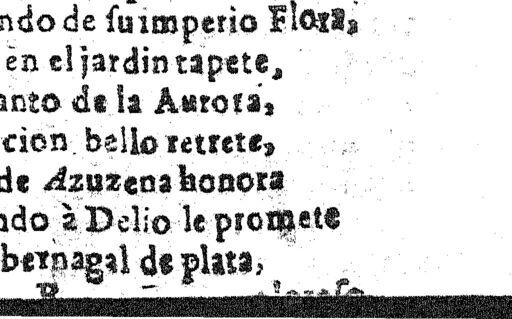 ndo de ſu imperio Flora,
en el jardin tapete,
anto de la Aurora,
cion bello retrete,
de Azuzena honora
ndo à Delio le promete
bernagal de plata,